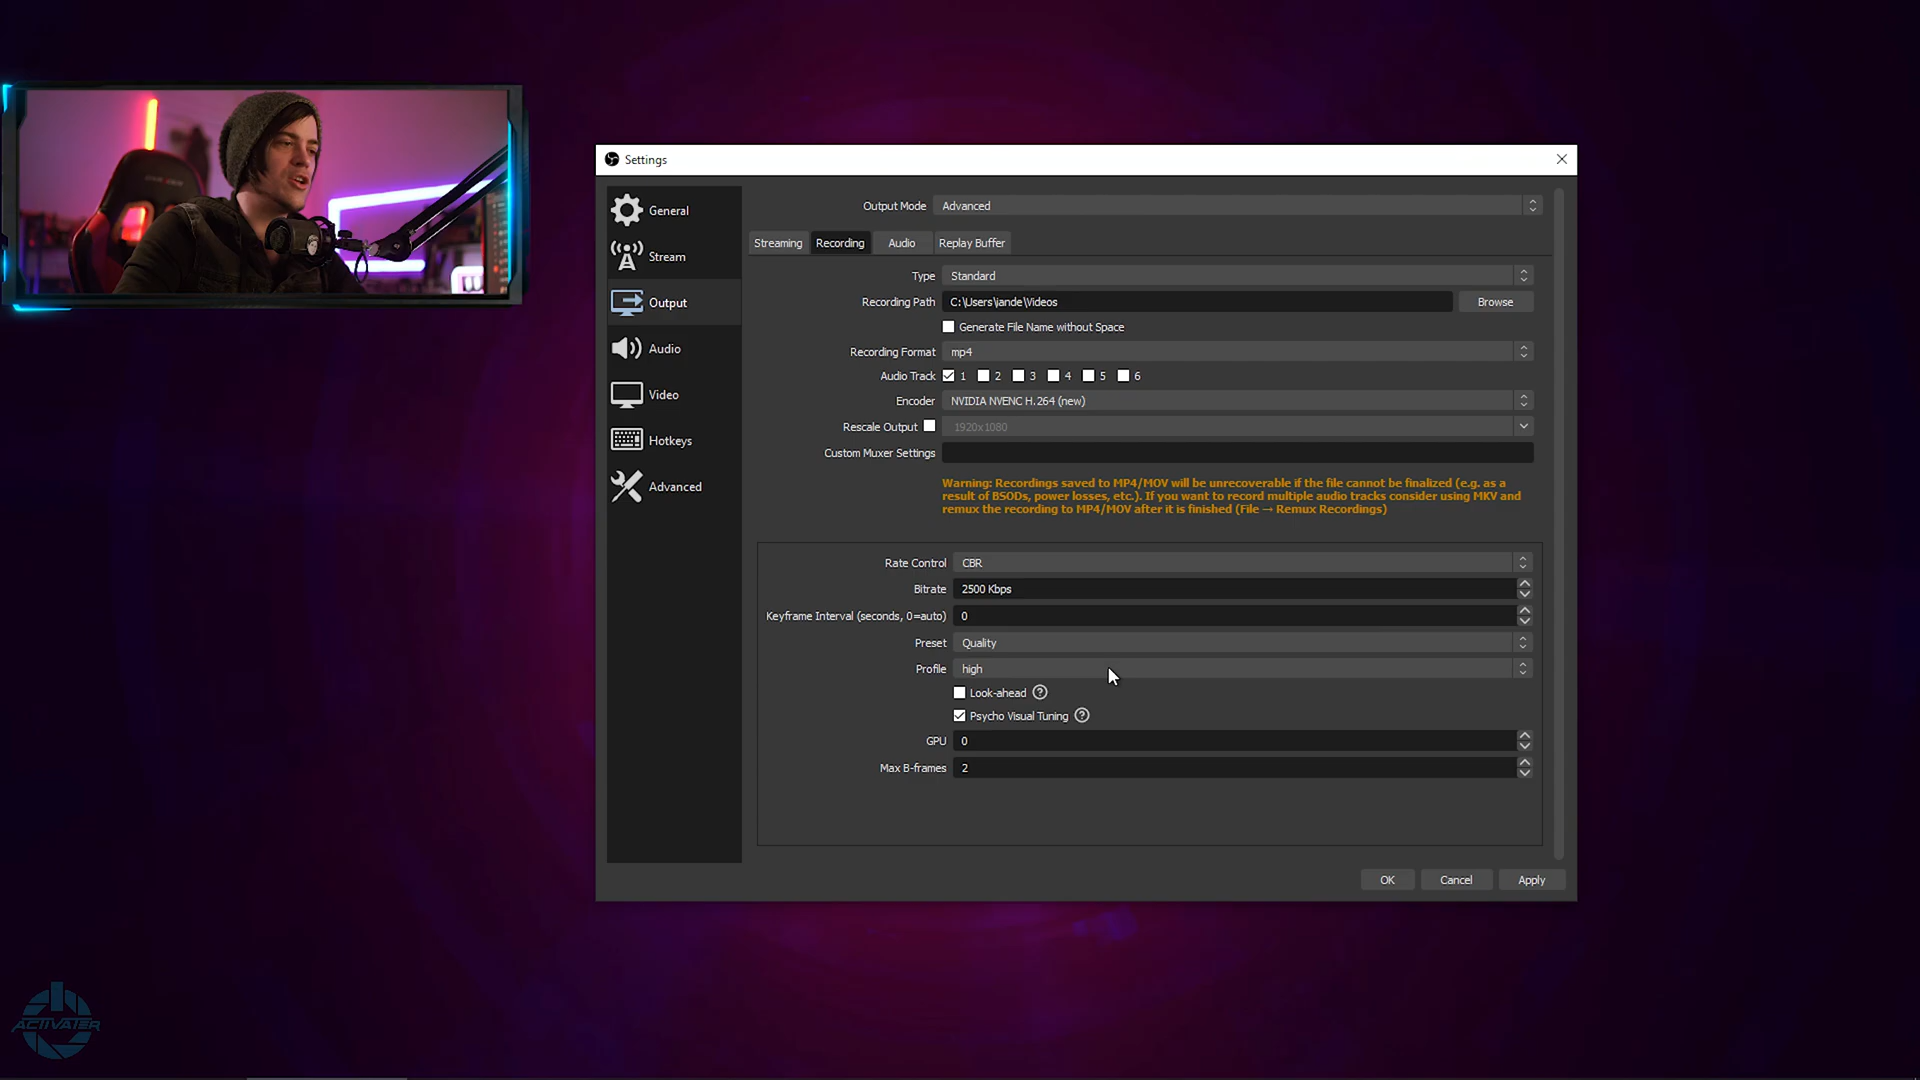 Settings
General
Stream
Output
Audio
Video
Hotkeys
Advanced
Output Mode Advanced
Streaming Recording Audio Replay Buffer
Type Standard
Recording Path C:\Users\jande\Videos Browse
Generate File Name without Space
Recording Format mp4
Audio Track 1 2 3 4 5 6
Encoder NVIDIA NVENC H.264 (new)
Rescale Output 1920x1080
Custom Muxer Settings
Warning: Recordings saved to MP4/MOV will be unrecoverable if the file cannot be finalized (e.g. as a
result of BSODs, power losses, etc.). If you want to record multiple audio tracks consider using MKV and
remux the recording to MP4/MOV after it is finished (File → Remux Recordings)
Rate Control CBR
Bitrate 2500 Kbps
Keyframe Interval (seconds, 0=auto) 0
Preset Quality
Profile high
Look-ahead ?
Psycho Visual Tuning ?
GPU 0
Max B-frames 2
OK Cancel Apply
ACTIVATER